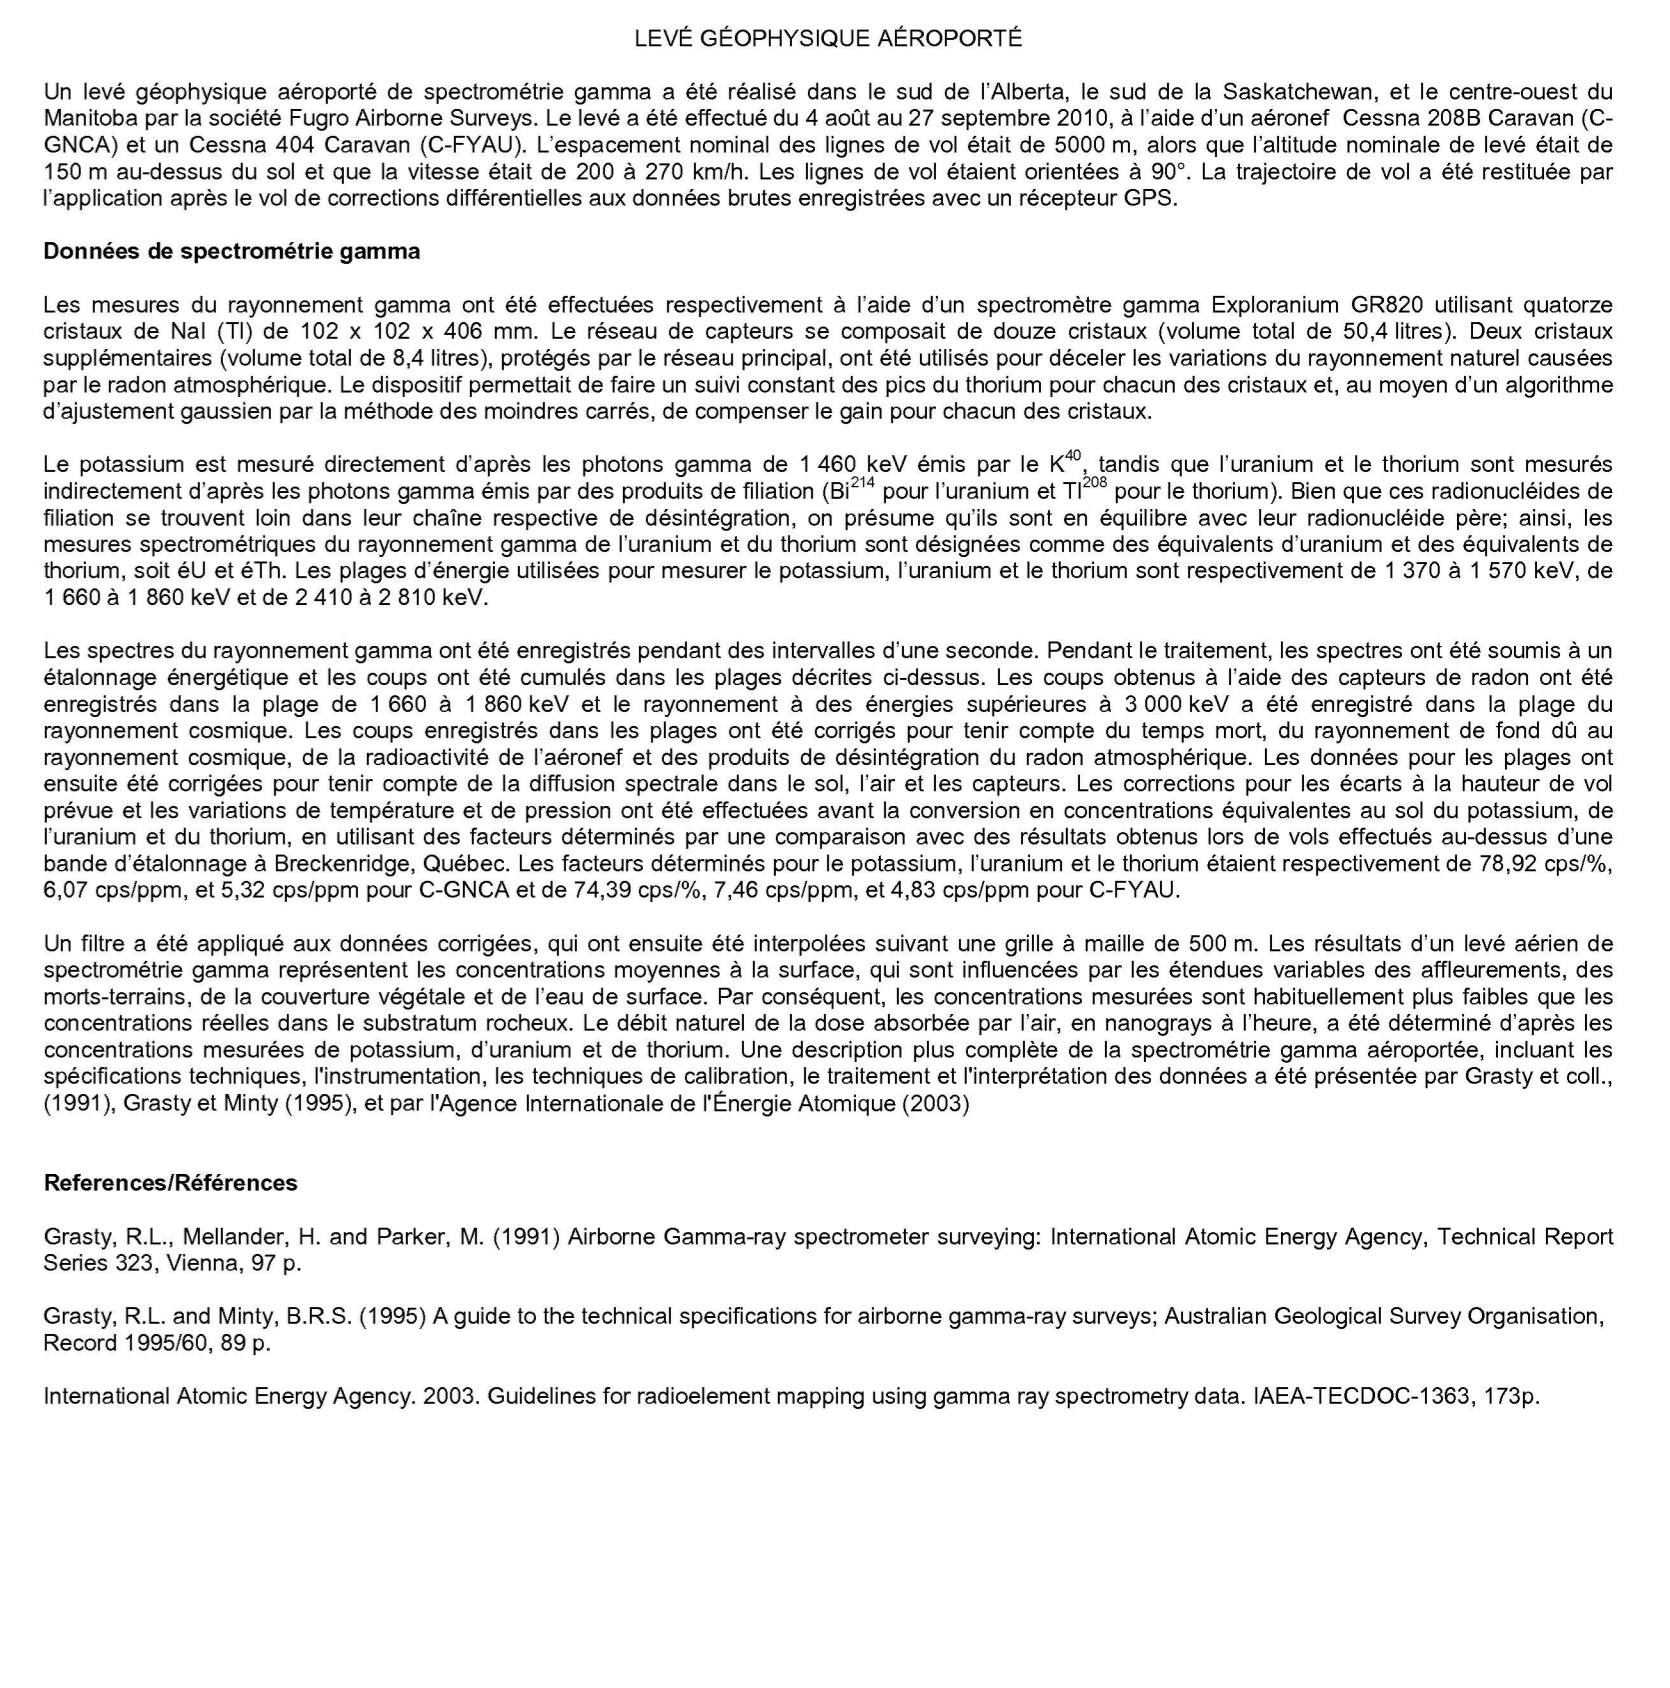 LEVÉ GÉOPHYSIQUE AÉROPORTÉ
Un levé géophysique aéroporté de spectrométrie gamma a été réalisé dans le sud de l’Alberta, le sud de la Saskatchewan, et le centre-ouest du
Manitoba par la société Fugro Airborne Surveys. Le levé a été effectué du 4 août au 27 septembre 2010, à l’aide d’un aéronef  Cessna 208B Caravan (C-
GNCA) et un Cessna 404 Caravan (C-FYAU). L’espacement nominal des lignes de vol était de 5000 m, alors que l’altitude nominale de levé était de
150 m au-dessus du sol et que la vitesse était de 200 à 270 km/h. Les lignes de vol étaient orientées à 90°. La trajectoire de vol a été restituée par
l’application après le vol de corrections différentielles aux données brutes enregistrées avec un récepteur GPS.
Données de spectrométrie gamma
Les mesures du rayonnement gamma ont été effectuées respectivement à l’aide d’un spectromètre gamma Exploranium GR820 utilisant quatorze
cristaux de NaI (Tl) de 102 x 102 x 406 mm. Le réseau de capteurs se composait de douze cristaux (volume total de 50,4 litres). Deux cristaux
supplémentaires (volume total de 8,4 litres), protégés par le réseau principal, ont été utilisés pour déceler les variations du rayonnement naturel causées
par le radon atmosphérique. Le dispositif permettait de faire un suivi constant des pics du thorium pour chacun des cristaux et, au moyen d’un algorithme
d’ajustement gaussien par la méthode des moindres carrés, de compenser le gain pour chacun des cristaux.
Le potassium est mesuré directement d’après les photons gamma de 1 460 keV émis par le K⁴⁰, tandis que l’uranium et le thorium sont mesurés
indirectement d’après les photons gamma émis par des produits de filiation (Bi²¹⁴ pour l’uranium et Tl²⁰⁸ pour le thorium). Bien que ces radionucléides de
filiation se trouvent loin dans leur chaîne respective de désintégration, on présume qu’ils sont en équilibre avec leur radionucléide père; ainsi, les
mesures spectrométriques du rayonnement gamma de l’uranium et du thorium sont désignées comme des équivalents d’uranium et des équivalents de
thorium, soit éU et éTh. Les plages d’énergie utilisées pour mesurer le potassium, l’uranium et le thorium sont respectivement de 1 370 à 1 570 keV, de
1 660 à 1 860 keV et de 2 410 à 2 810 keV.
Les spectres du rayonnement gamma ont été enregistrés pendant des intervalles d’une seconde. Pendant le traitement, les spectres ont été soumis à un
étalonnage énergétique et les coups ont été cumulés dans les plages décrites ci-dessus. Les coups obtenus à l’aide des capteurs de radon ont été
enregistrés dans la plage de 1 660 à 1 860 keV et le rayonnement à des énergies supérieures à 3 000 keV a été enregistré dans la plage du
rayonnement cosmique. Les coups enregistrés dans les plages ont été corrigés pour tenir compte du temps mort, du rayonnement de fond dû au
rayonnement cosmique, de la radioactivité de l’aéronef et des produits de désintégration du radon atmosphérique. Les données pour les plages ont
ensuite été corrigées pour tenir compte de la diffusion spectrale dans le sol, l’air et les capteurs. Les corrections pour les écarts à la hauteur de vol
prévue et les variations de température et de pression ont été effectuées avant la conversion en concentrations équivalentes au sol du potassium, de
l’uranium et du thorium, en utilisant des facteurs déterminés par une comparaison avec des résultats obtenus lors de vols effectués au-dessus d’une
bande d’étalonnage à Breckenridge, Québec. Les facteurs déterminés pour le potassium, l’uranium et le thorium étaient respectivement de 78,92 cps/%,
6,07 cps/ppm, et 5,32 cps/ppm pour C-GNCA et de 74,39 cps/%, 7,46 cps/ppm, et 4,83 cps/ppm pour C-FYAU.
Un filtre a été appliqué aux données corrigées, qui ont ensuite été interpolées suivant une grille à maille de 500 m. Les résultats d’un levé aérien de
spectrométrie gamma représentent les concentrations moyennes à la surface, qui sont influencées par les étendues variables des affleurements, des
morts-terrains, de la couverture végétale et de l’eau de surface. Par conséquent, les concentrations mesurées sont habituellement plus faibles que les
concentrations réelles dans le substratum rocheux. Le débit naturel de la dose absorbée par l’air, en nanograys à l’heure, a été déterminé d’après les
concentrations mesurées de potassium, d’uranium et de thorium. Une description plus complète de la spectrométrie gamma aéroportée, incluant les
spécifications techniques, l'instrumentation, les techniques de calibration, le traitement et l'interprétation des données a été présentée par Grasty et coll.,
(1991), Grasty et Minty (1995), et par l'Agence Internationale de l'Énergie Atomique (2003)
References/Références
Grasty, R.L., Mellander, H. and Parker, M. (1991) Airborne Gamma-ray spectrometer surveying: International Atomic Energy Agency, Technical Report
Series 323, Vienna, 97 p.
Grasty, R.L. and Minty, B.R.S. (1995) A guide to the technical specifications for airborne gamma-ray surveys; Australian Geological Survey Organisation,
Record 1995/60, 89 p.
International Atomic Energy Agency. 2003. Guidelines for radioelement mapping using gamma ray spectrometry data. IAEA-TECDOC-1363, 173p.